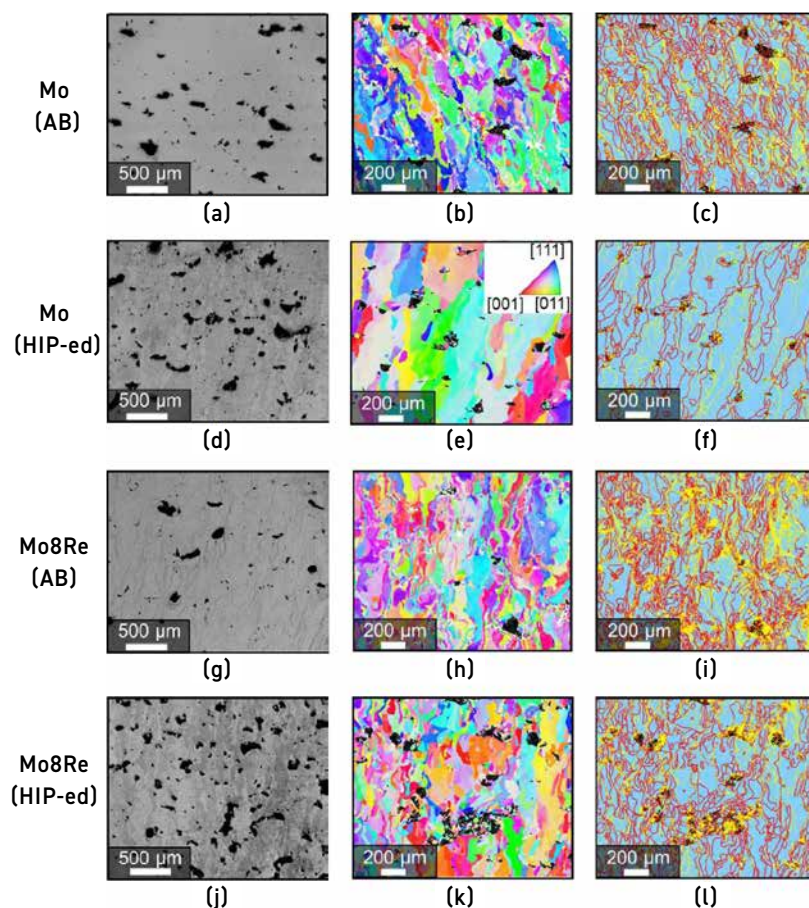 Mo
(AB)
500 µm
200 µm
200 µm
(a)
(b)
(c)
Mo
(HIP-ed)
[111]
[001]
[011]
500 µm
200 µm
200 µm
(d)
(e)
(f)
Mo8Re
(AB)
500 µm
200 µm
200 µm
(g)
(h)
(i)
Mo8Re
(HIP-ed)
500 µm
200 µm
200 µm
(j)
(k)
(l)